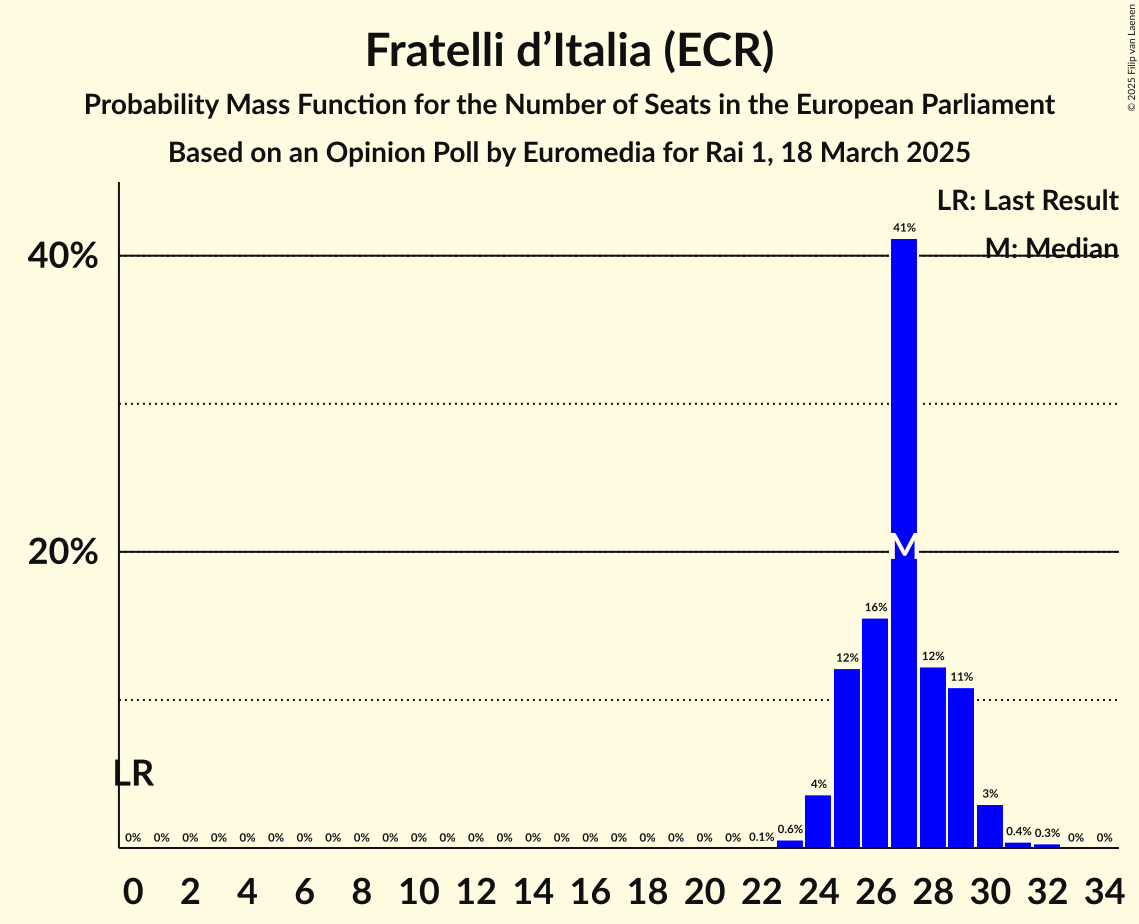 Fratelli d’Italia (ECR)
Probability Mass Function for the Number of Seats in the European Parliament
Based on an Opinion Poll by Euromedia for Rai 1, 18 March 2025
© 2025 Filip van Laenen
LR: Last Result
M: Median
40%
20%
41%
M
16%
12%
12%
11%
LR
4%
3%
0% 0% 0% 0% 0% 0% 0% 0% 0% 0% 0% 0% 0% 0% 0% 0% 0% 0% 0% 0% 0% 0% 0.1% 0.6% 0.4% 0.3% 0% 0%
0 2 4 6 8 10 12 14 16 18 20 22 24 26 28 30 32 34